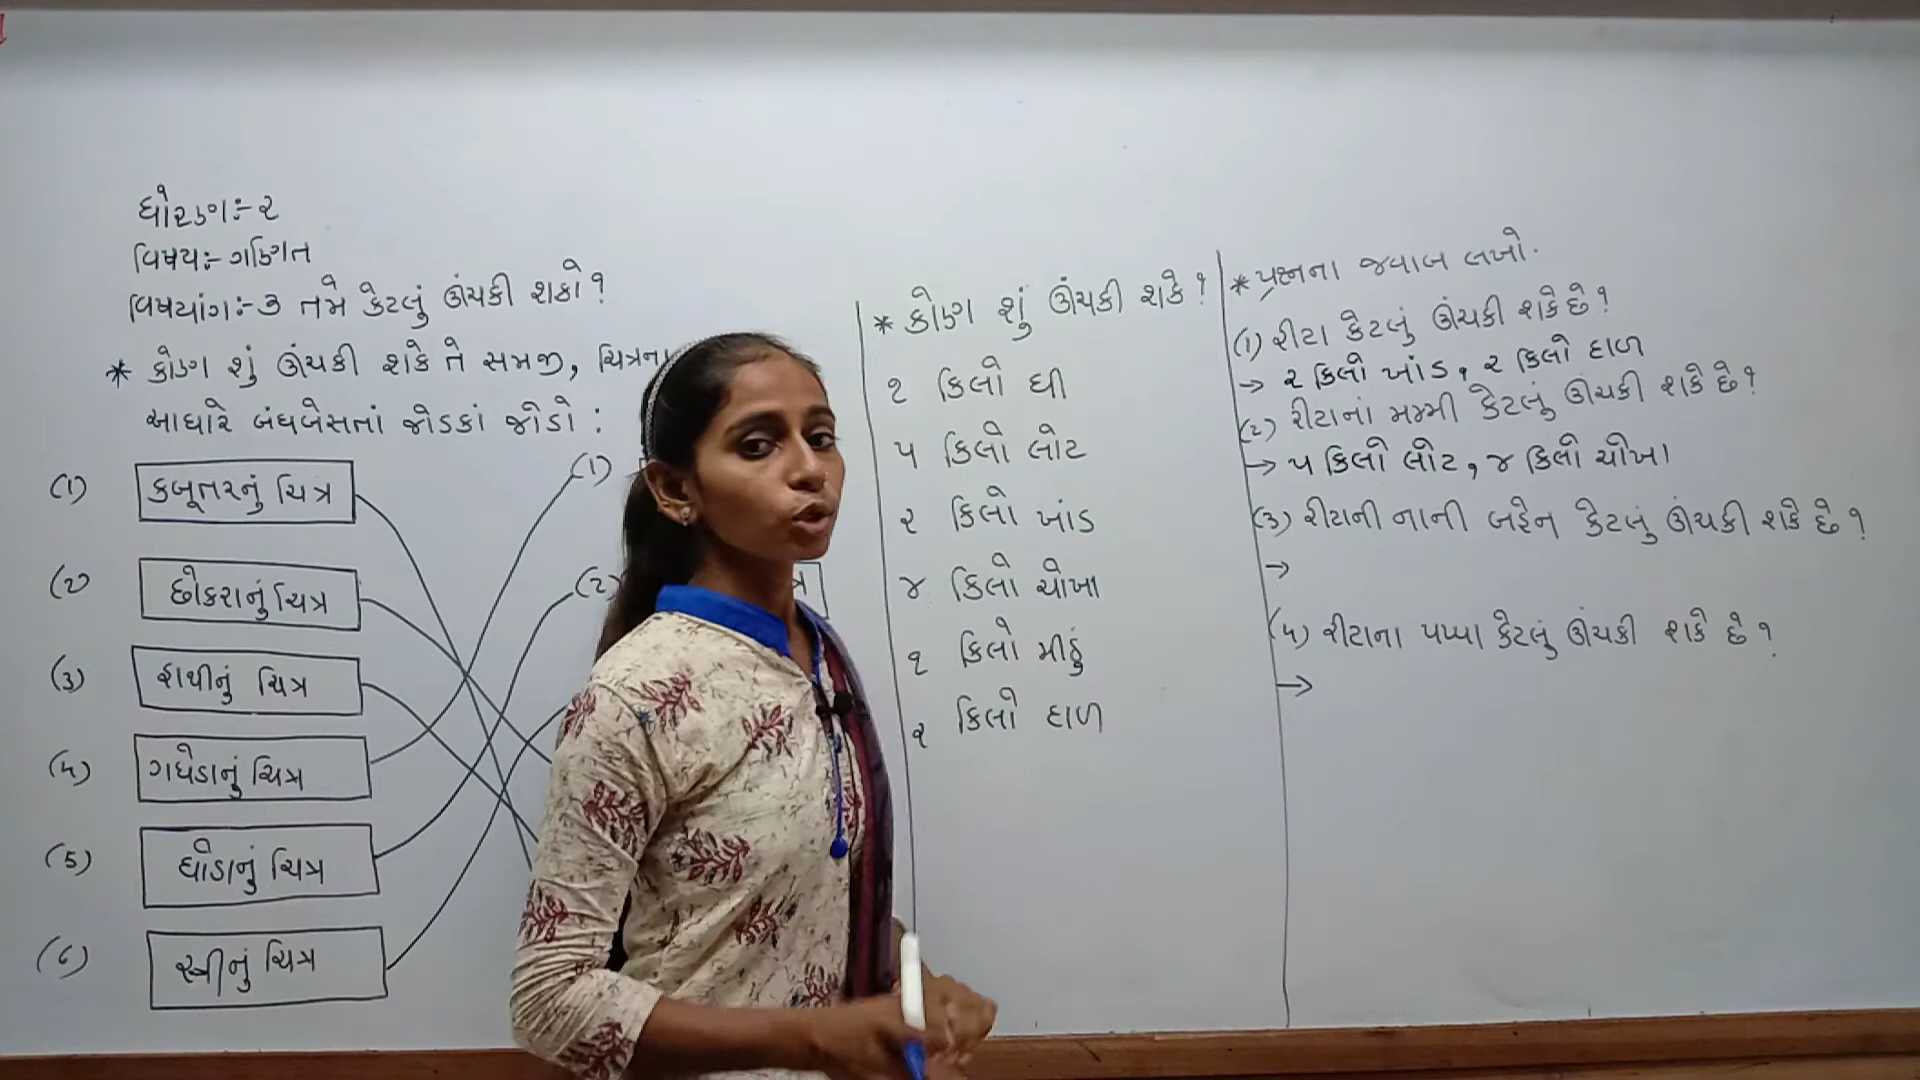 ધોરણ:- ૨
વિષય:- ગણિત
વિષયાંગ:- ૩ તમે કેટલું ઊંચકી શકો ?
* કોણ શું ઊંચકી શકે તે સમજી, ચિત્રના
આધારે બંધબેસતાં જોડકાં જોડો :
(૧) કબૂતરનું ચિત્ર
(૨) છોકરાનું ચિત્ર
(૩) હાથીનું ચિત્ર
(૪) ગધેડાનું ચિત્ર
(૫) ઘોડાનું ચિત્ર
(૬) સ્ત્રીનું ચિત્ર
(૧)
(૨)
* કોણ શું ઊંચકી શકે ?
૧ કિલો ઘી
૫ કિલો લોટ
૨ કિલો ખાંડ
૪ કિલો ચોખા
૧ કિલો મીઠું
૨ કિલો દાળ
* પ્રશ્નના જવાબ લખો.
(૧) રીટા કેટલું ઊંચકી શકે છે ?
→ ૨ કિલો ખાંડ, ૨ કિલો દાળ
(૨) રીટાનાં મમ્મી કેટલું ઊંચકી શકે છે ?
→ ૫ કિલો લોટ, ૪ કિલો ચોખા
(૩) રીટાની નાની બહેન કેટલું ઊંચકી શકે છે ?
→
(૪) રીટાના પપ્પા કેટલું ઊંચકી શકે છે ?
→